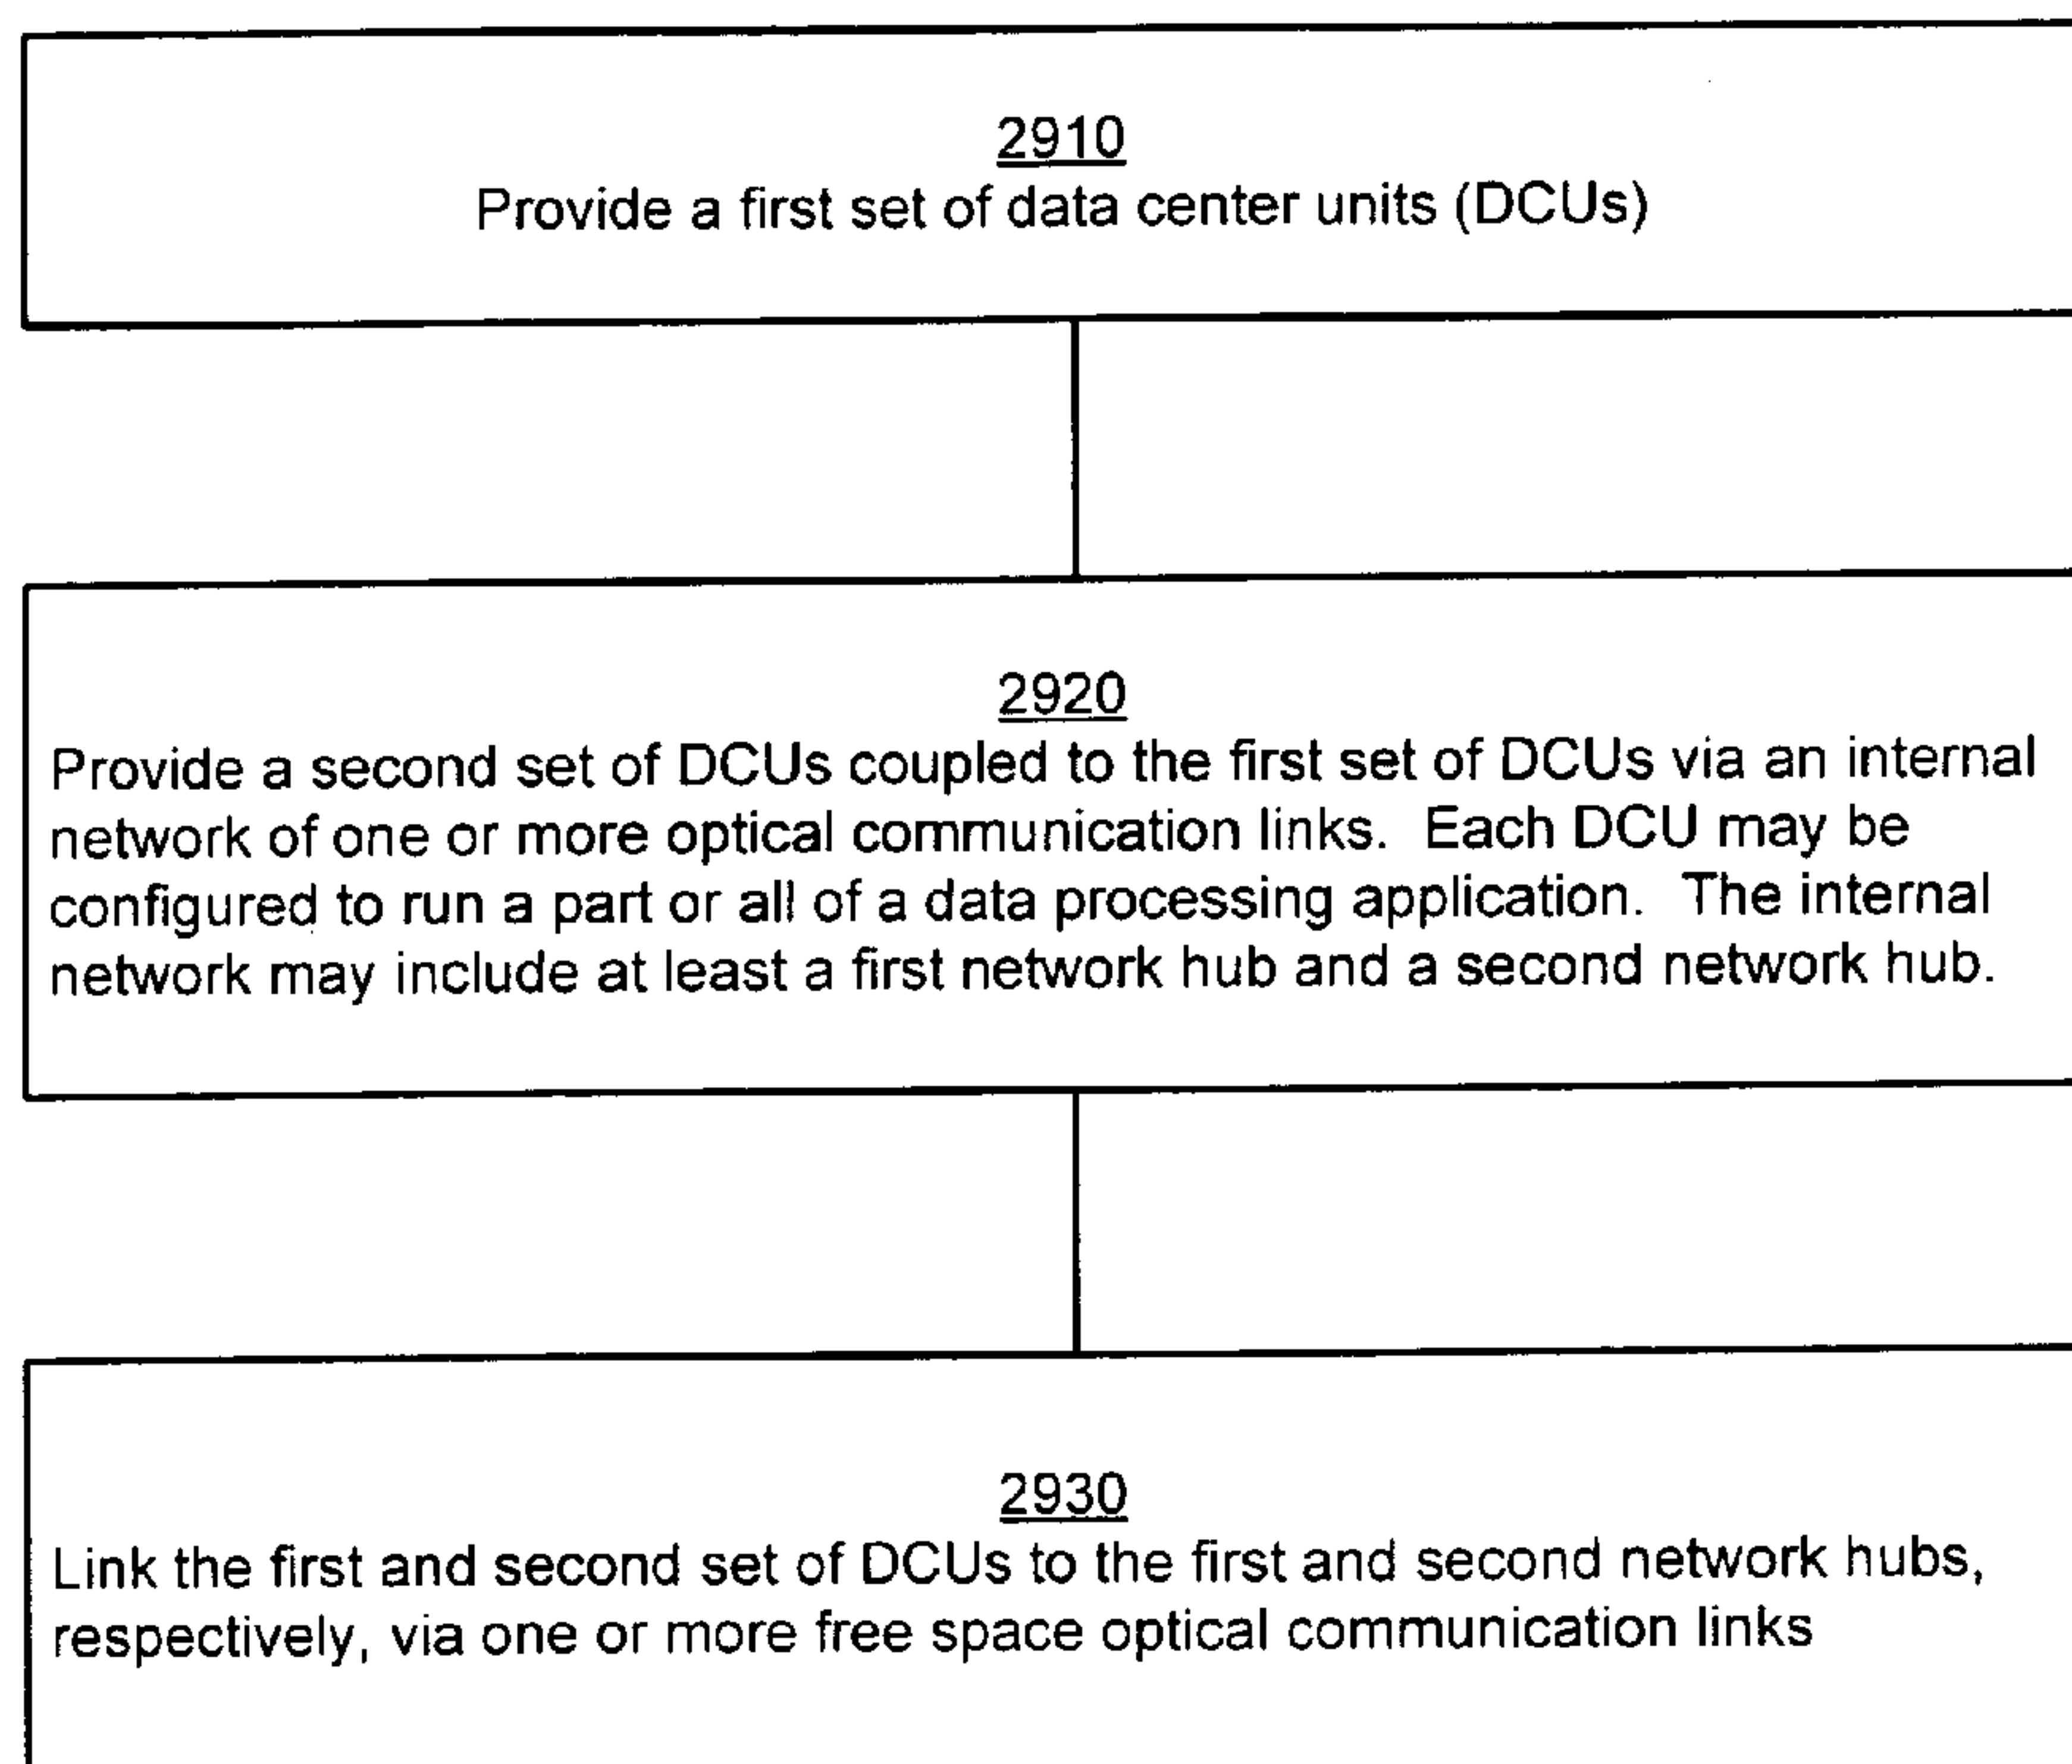 2910
Provide a first set of data center units (DCUs)
2920
Provide a second set of DCUs coupled to the first set of DCUs via an internal
network of one or more optical communication links. Each DCU may be
configured to run a part or all of a data processing application. The internal
network may include at least a first network hub and a second network hub.
2930
Link the first and second set of DCUs to the first and second network hubs,
respectively, via one or more free space optical communication links